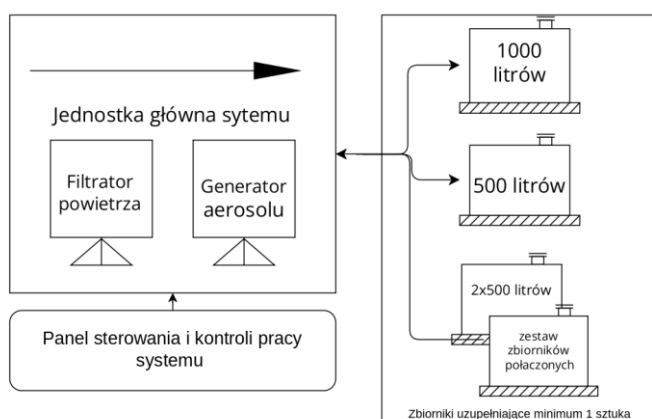 Jednostka główna sytemu
Filtrator
powietrza
Generator
aerosolu
Panel sterowania i kontroli pracy
systemu
1000
litrów
500 litrów
2x500 litrów
zestaw
zbiorników
połaczonych
Zbiorniki uzupełniające minimum 1 sztuka